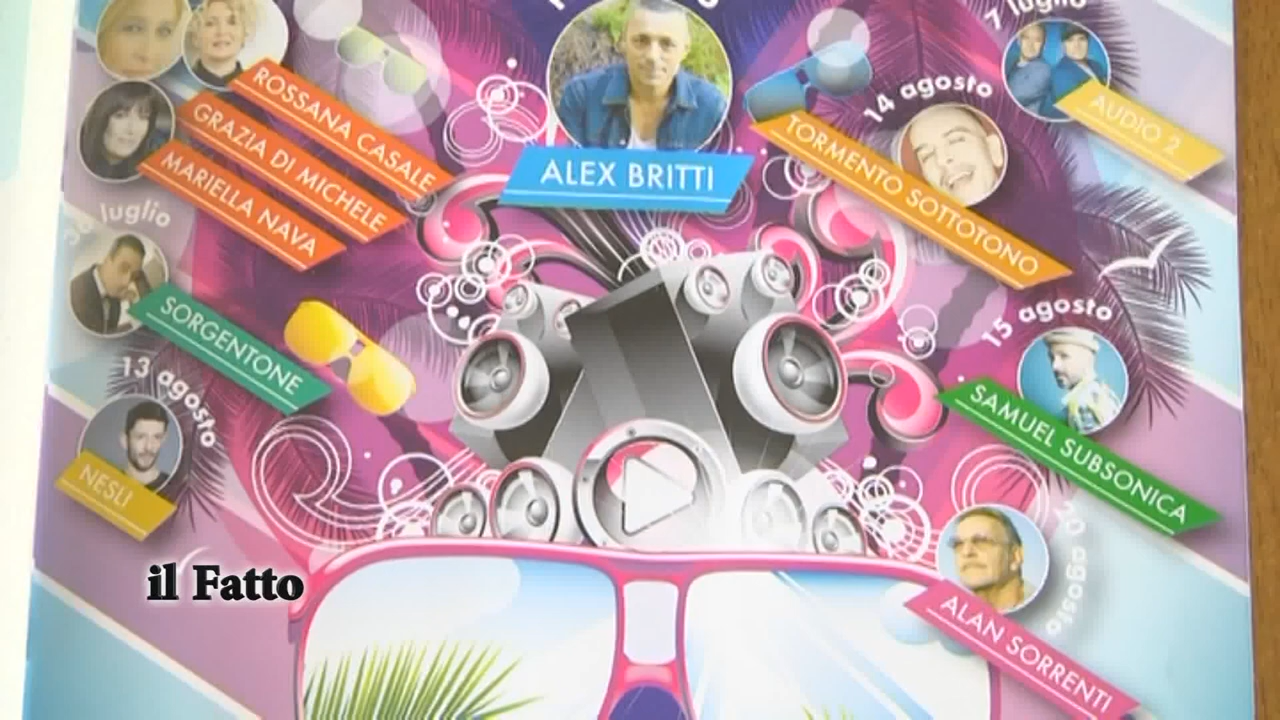 7 luglio
AUDIO 2
ROSSANA CASALE
GRAZIA DI MICHELE
MARIELLA NAVA
ALEX BRITTI
14 agosto
TORMENTO SOTTOTONO
luglio
SORGENTONE
15 agosto
SAMUEL SUBSONICA
13 agosto
NESLI
agosto
ALAN SORRENTI
il Fatto